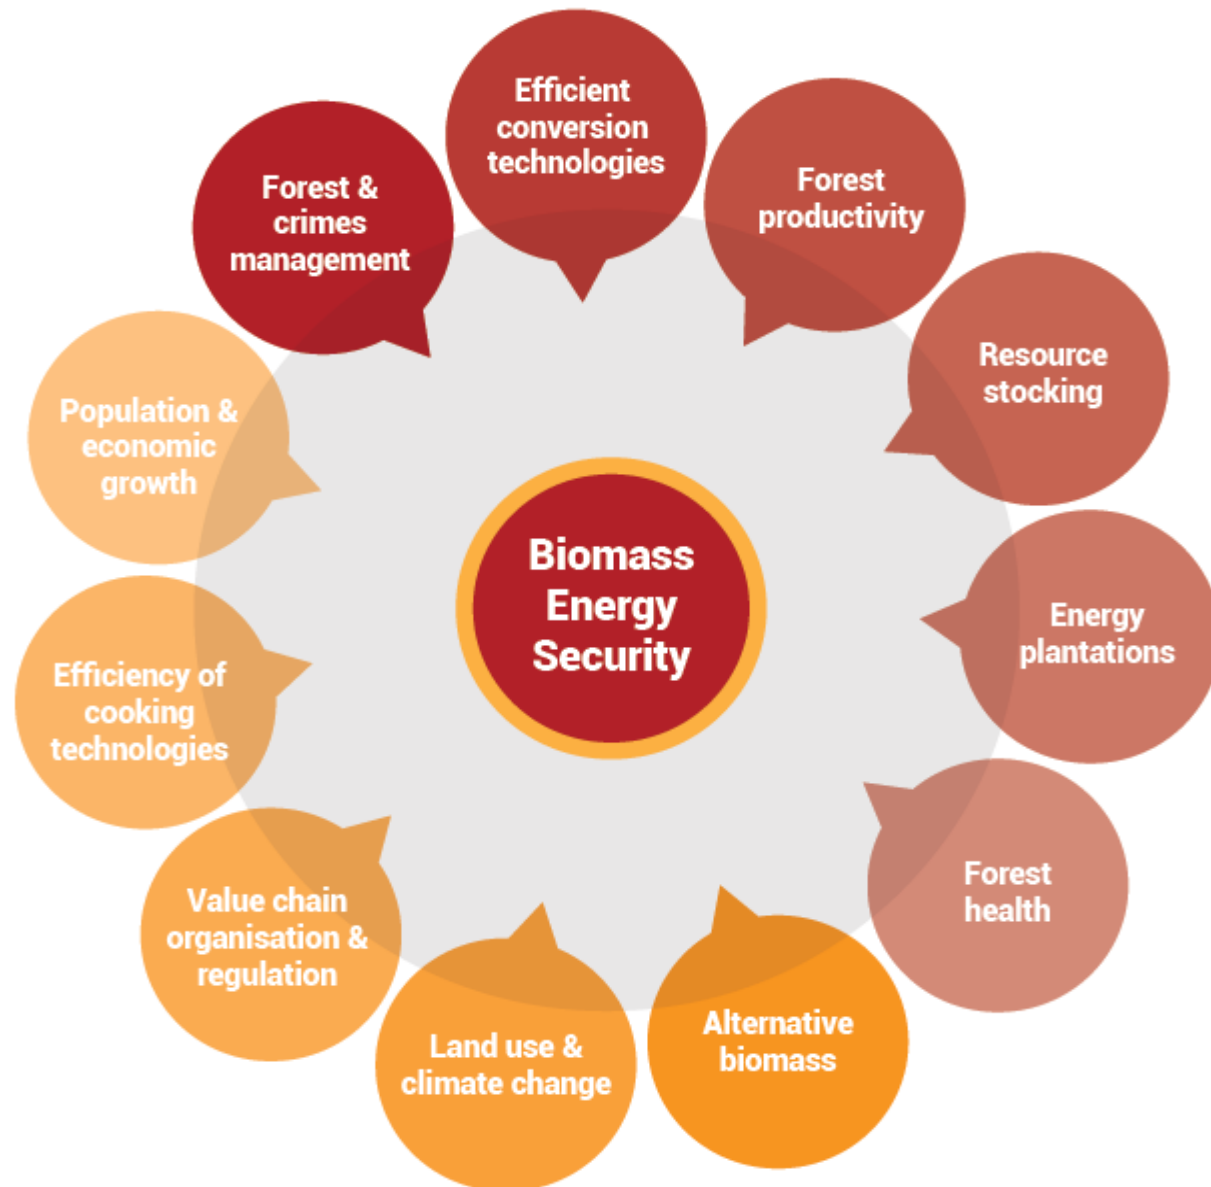 Efficient
conversion
technologies
Forest
productivity
Resource
stocking
Energy
plantations
Forest
health
Alternative
biomass
Land use &
climate change
Value chain
organisation &
regulation
Efficiency of
cooking
technologies
Population &
economic
growth
Forest &
crimes
management
Biomass
Energy
Security